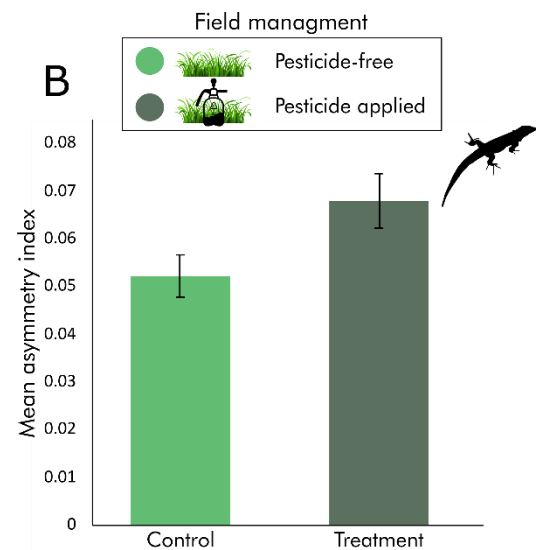 Field managment
Pesticide-free
Pesticide applied
B
Mean asymmetry index
0.08
0.07
0.06
0.05
0.04
0.03
0.02
0.01
0
Control
Treatment